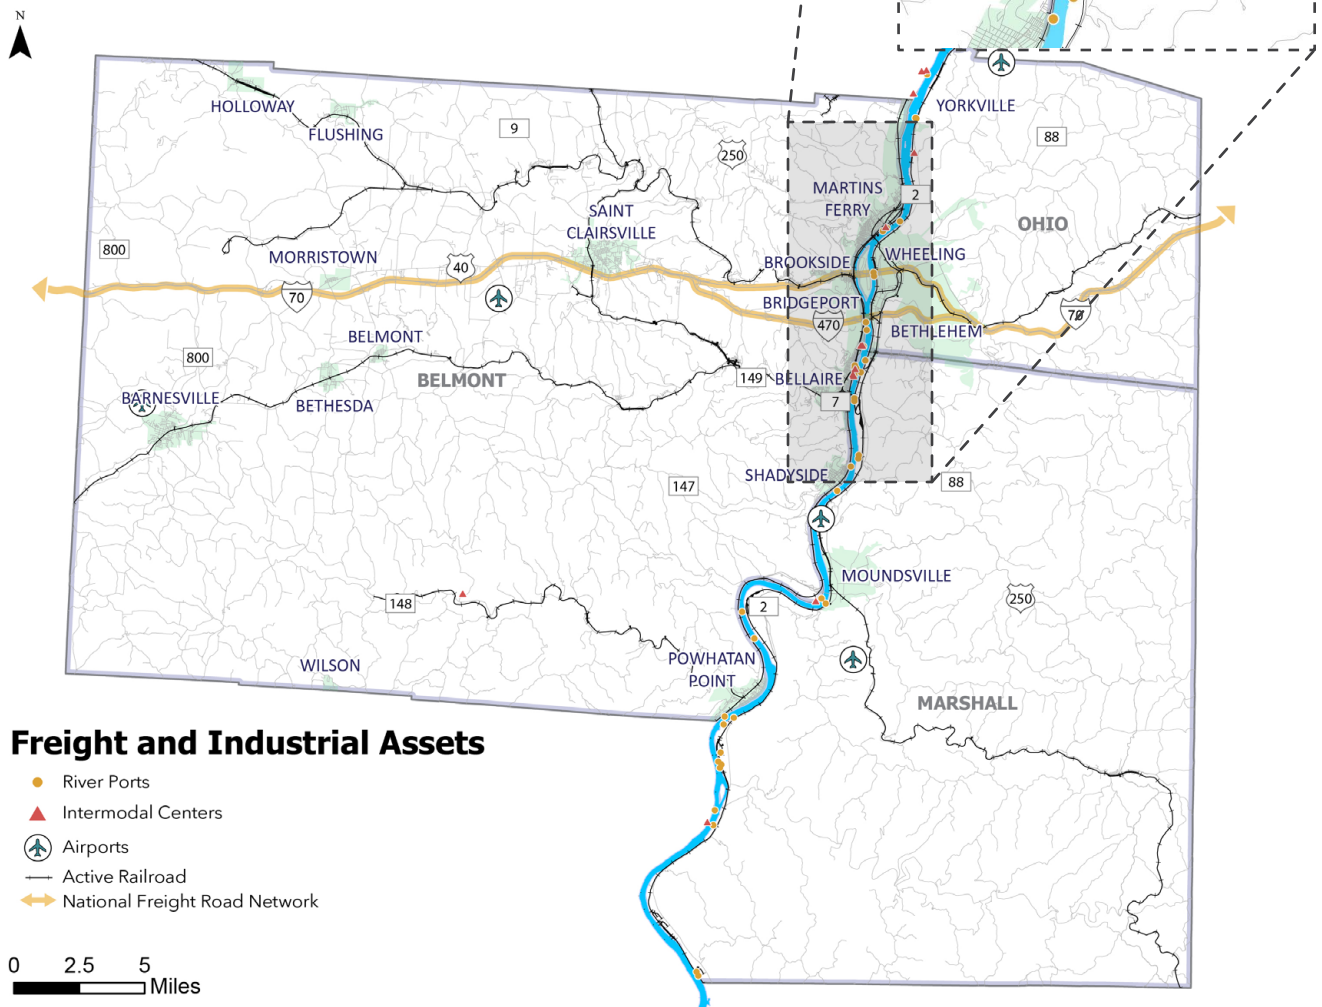 N
HOLLOWAY
FLUSHING
9
250
YORKVILLE
88
MARTINS
FERRY
2
SAINT
CLAIRSVILLE
OHIO
800
MORRISTOWN
40
BROOKSIDE
WHEELING
70
BRIDGEPORT
470
BETHLEHEM
BELMONT
800
BELMONT
149
BELLAIRE
BARNESVILLE
BETHESDA
7
SHADYSIDE
147
88
MOUNDSVILLE
148
2
250
POWHATAN
POINT
WILSON
MARSHALL
Freight and Industrial Assets
River Ports
Intermodal Centers
Airports
Active Railroad
National Freight Road Network
0 2.5 5
Miles